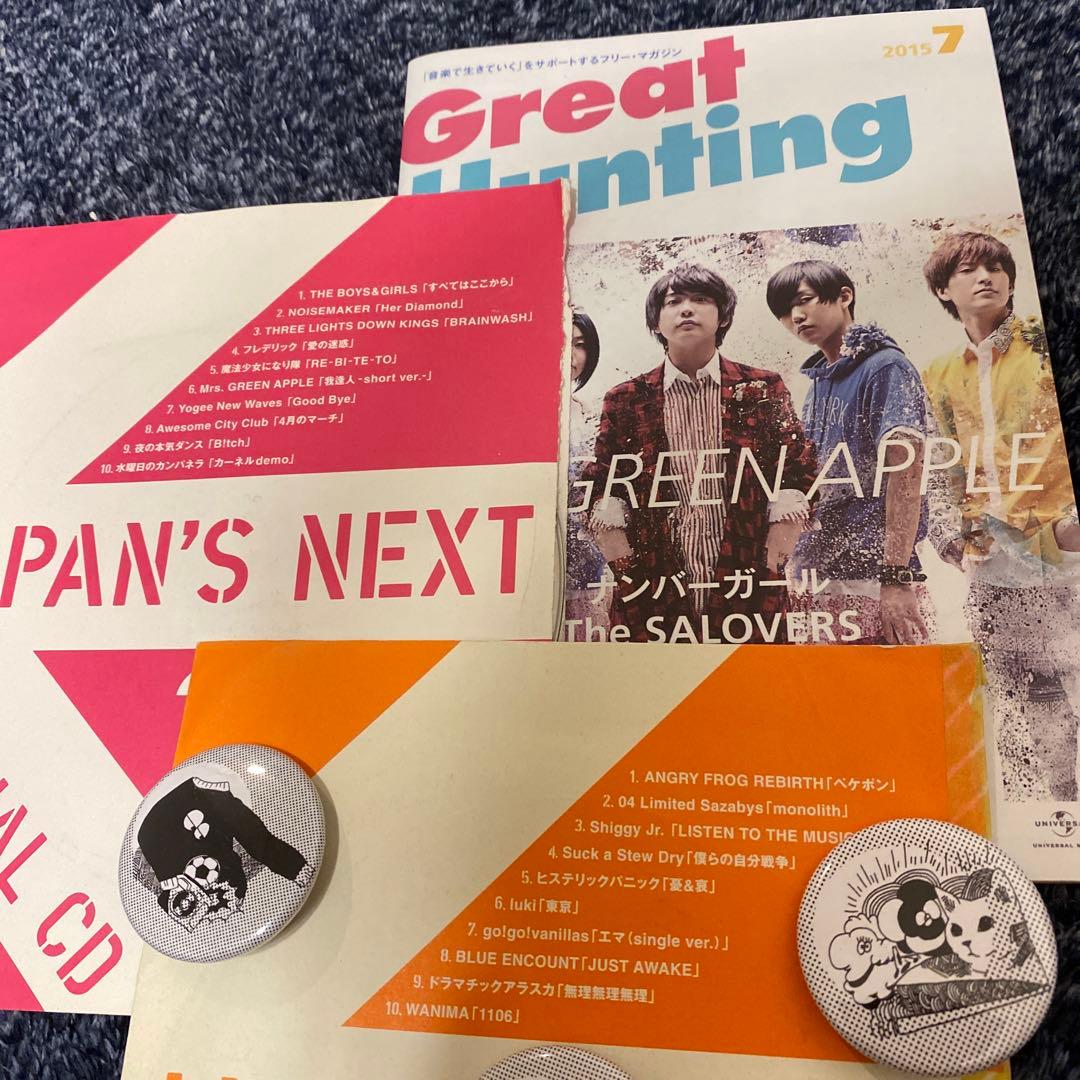 「音楽で生きていく」をサポートするフリー・マガジン
2015 7
Great
Hunting
GREEN APPLE
ナンバーガール
The SALOVERS
UNIVERSAL
1. THE BOYS&GIRLS「すべてはここから」
2. NOISEMAKER「Her Diamond」
3. THREE LIGHTS DOWN KINGS「BRAINWASH」
4. フレデリック「愛の迷惑」
5. 魔法少女になり隊「RE-BI-TE-TO」
6. Mrs. GREEN APPLE「我逢人 -short ver.-」
7. Yogee New Waves「Good Bye」
8. Awesome City Club「4月のマーチ」
9. 夜の本気ダンス「B!tch」
10. 水曜日のカンパネラ「カーネルdemo」
PAN'S NEXT
IAL CD
1. ANGRY FROG REBIRTH「ペケポン」
2. 04 Limited Sazabys「monolith」
3. Shiggy Jr.「LISTEN TO THE MUSIC
4. Suck a Stew Dry「僕らの自分戦争」
5. ヒステリックパニック「憂&哀」
6. luki「東京」
7. go!go!vanillas「エマ(single ver.)」
8. BLUE ENCOUNT「JUST AWAKE」
9. ドラマチックアラスカ「無理無理無理」
10. WANIMA「1106」